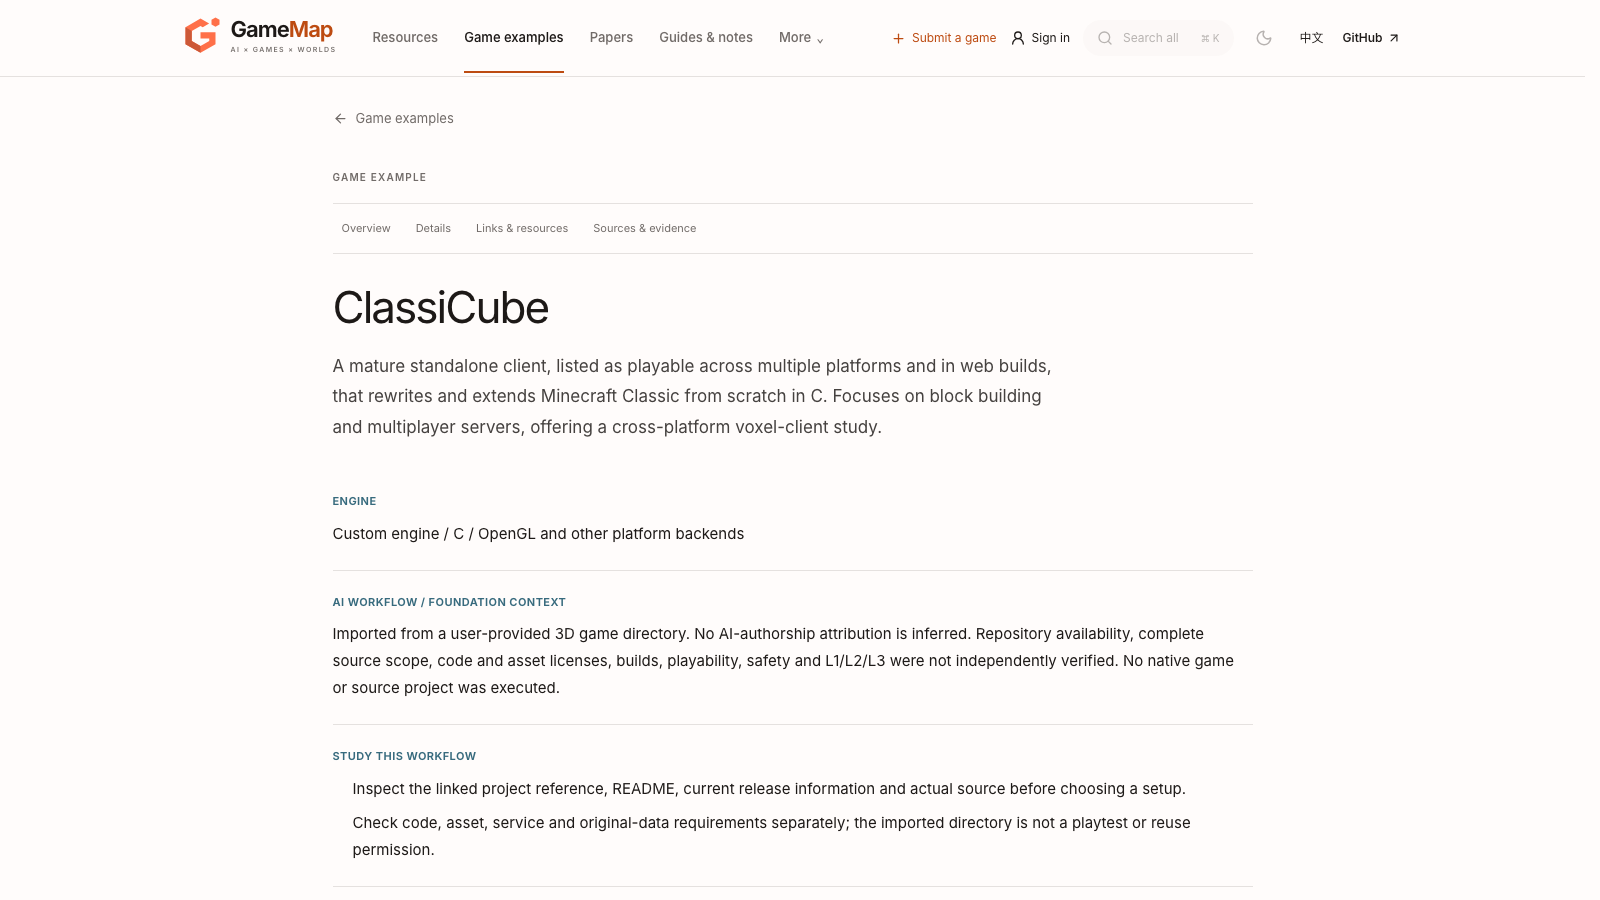 GameMap
AI × GAMES × WORLDS
Resources
Game examples
Papers
Guides & notes
More
Submit a game
Sign in
Search all
⌘ K
中文
GitHub
Game examples
GAME EXAMPLE
Overview
Details
Links & resources
Sources & evidence
ClassiCube
A mature standalone client, listed as playable across multiple platforms and in web builds,
that rewrites and extends Minecraft Classic from scratch in C. Focuses on block building
and multiplayer servers, offering a cross-platform voxel-client study.
ENGINE
Custom engine / C / OpenGL and other platform backends
AI WORKFLOW / FOUNDATION CONTEXT
Imported from a user-provided 3D game directory. No AI-authorship attribution is inferred. Repository availability, complete
source scope, code and asset licenses, builds, playability, safety and L1/L2/L3 were not independently verified. No native game
or source project was executed.
STUDY THIS WORKFLOW
Inspect the linked project reference, README, current release information and actual source before choosing a setup.
Check code, asset, service and original-data requirements separately; the imported directory is not a playtest or reuse
permission.